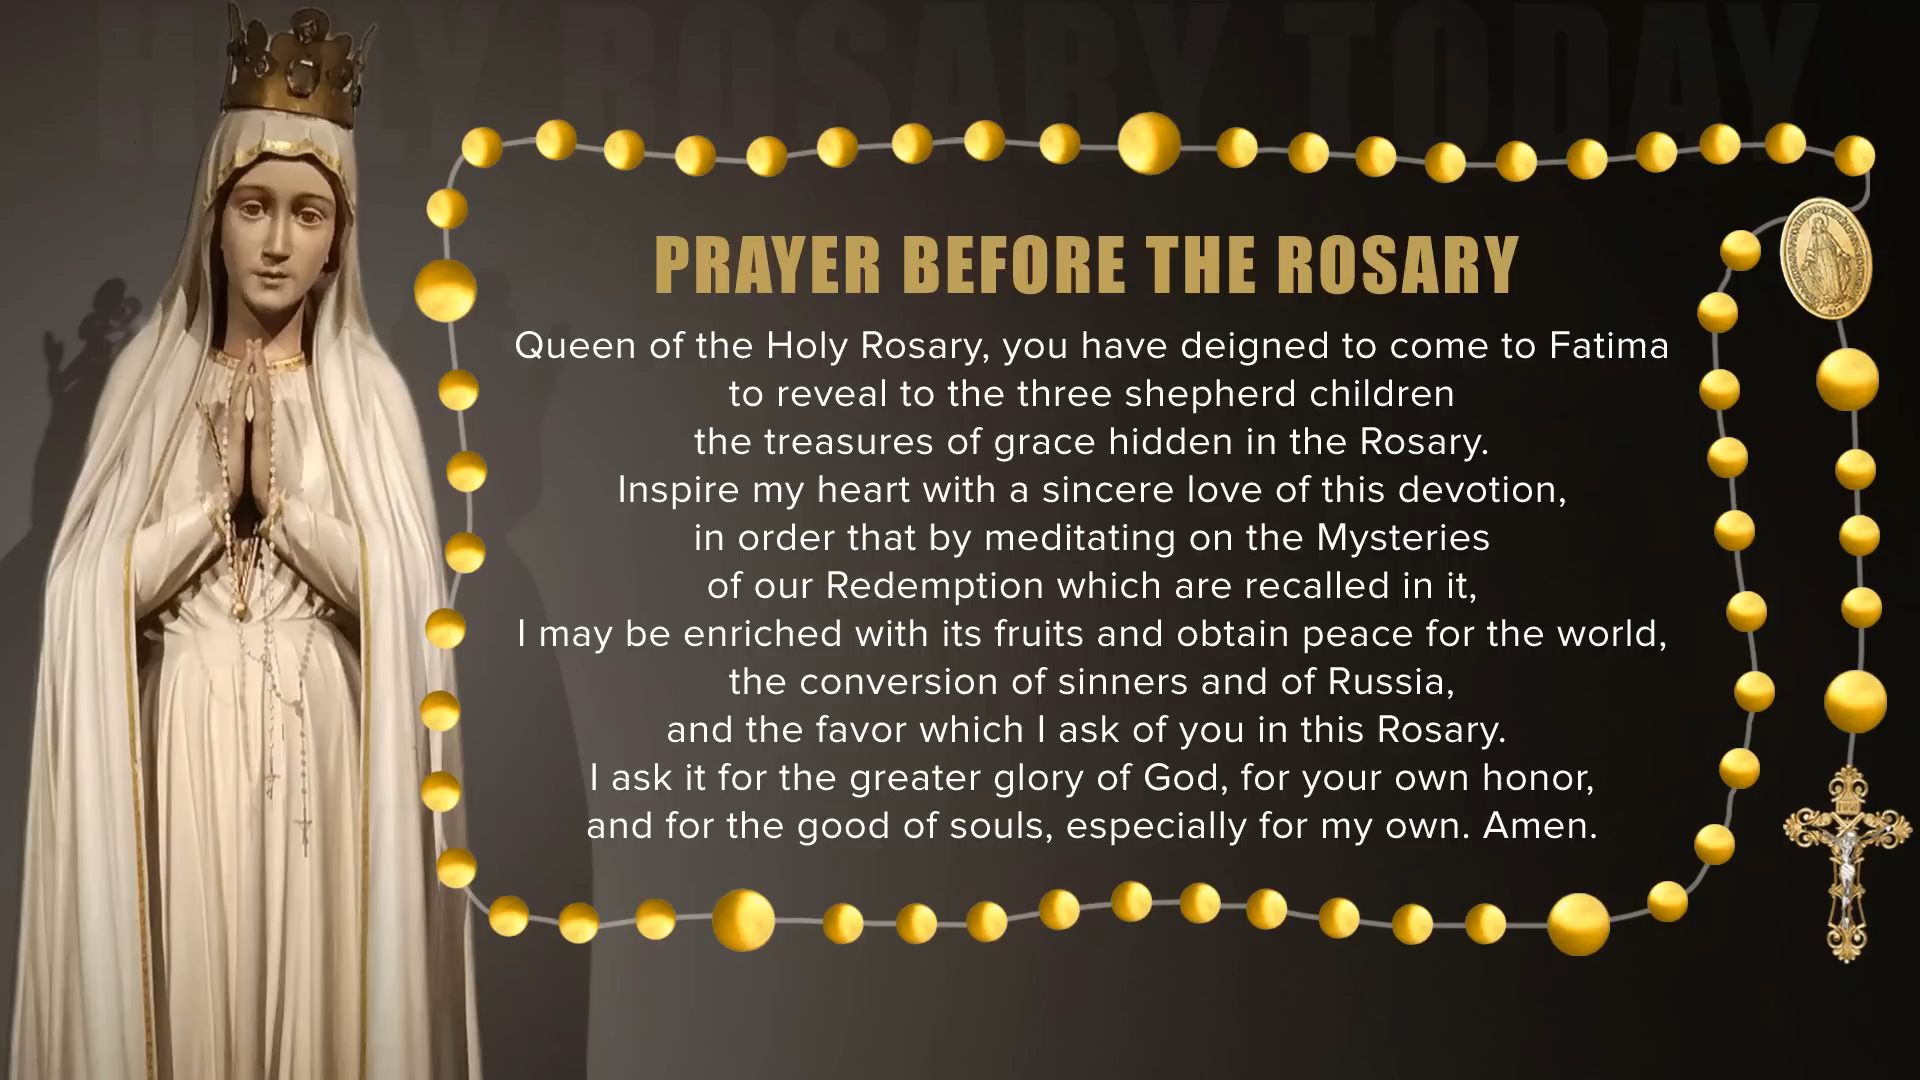 HOLY ROSARY TODAY
PRAYER BEFORE THE ROSARY
Queen of the Holy Rosary, you have deigned to come to Fatima
to reveal to the three shepherd children
the treasures of grace hidden in the Rosary.
Inspire my heart with a sincere love of this devotion,
in order that by meditating on the Mysteries
of our Redemption which are recalled in it,
I may be enriched with its fruits and obtain peace for the world,
the conversion of sinners and of Russia,
and the favor which I ask of you in this Rosary.
I ask it for the greater glory of God, for your own honor,
and for the good of souls, especially for my own. Amen.